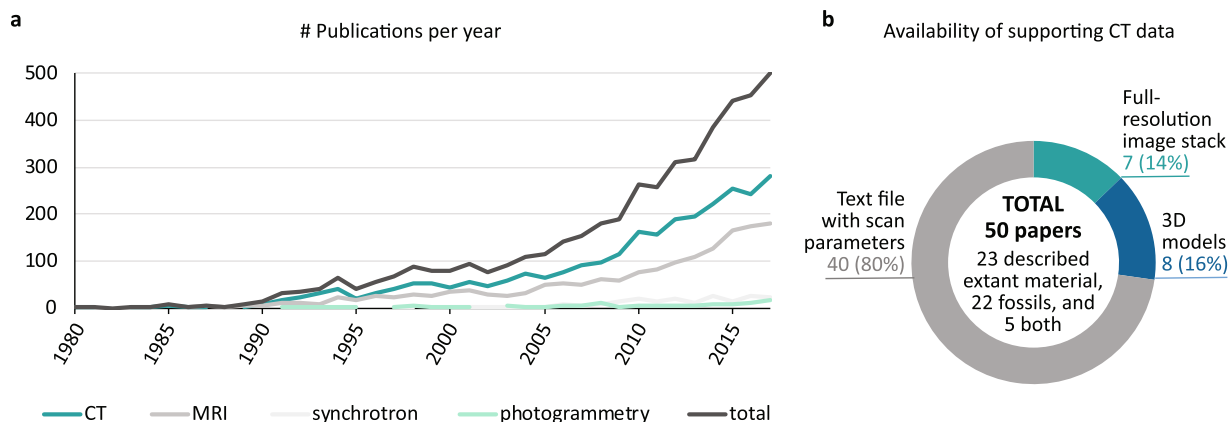 a
# Publications per year
500
400
300
200
100
0
1980
1985
1990
1995
2000
2005
2010
2015
CT
MRI
synchrotron
photogrammetry
total
b
Availability of supporting CT data
Full-
resolution
image stack
7 (14%)
3D
models
8 (16%)
Text file
with scan
parameters
40 (80%)
TOTAL
50 papers
23 described
extant material,
22 fossils, and
5 both